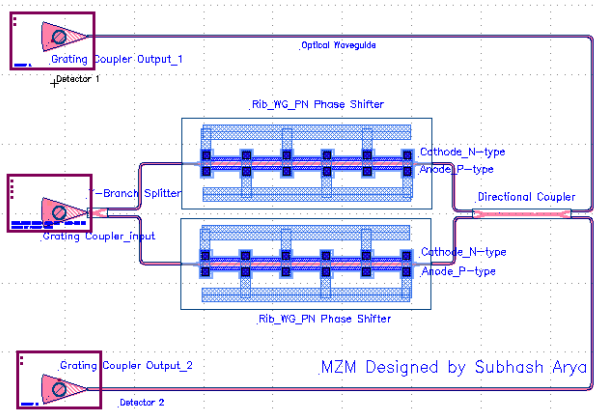 Optical Waveguide
Grating Coupler Output_1
Detector 1
Rib_WG_PN Phase Shifter
Cathode_N-type
Anode_P-type
Y-Branch Splitter
Directional Coupler
Grating Coupler_input
Cathode_N-type
Anode_P-type
Rib_WG_PN Phase Shifter
Grating Coupler Output_2
MZM Designed by Subhash Arya
Detector 2